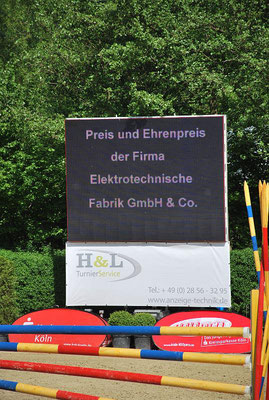 Preis und Ehrenpreis
der Firma
Elektrotechnische
Fabrik GmbH & Co.
H&L
TurnierService
Tel.: +49 (0) 28 56 - 32 95
www.anzeige-technik.de
Köln